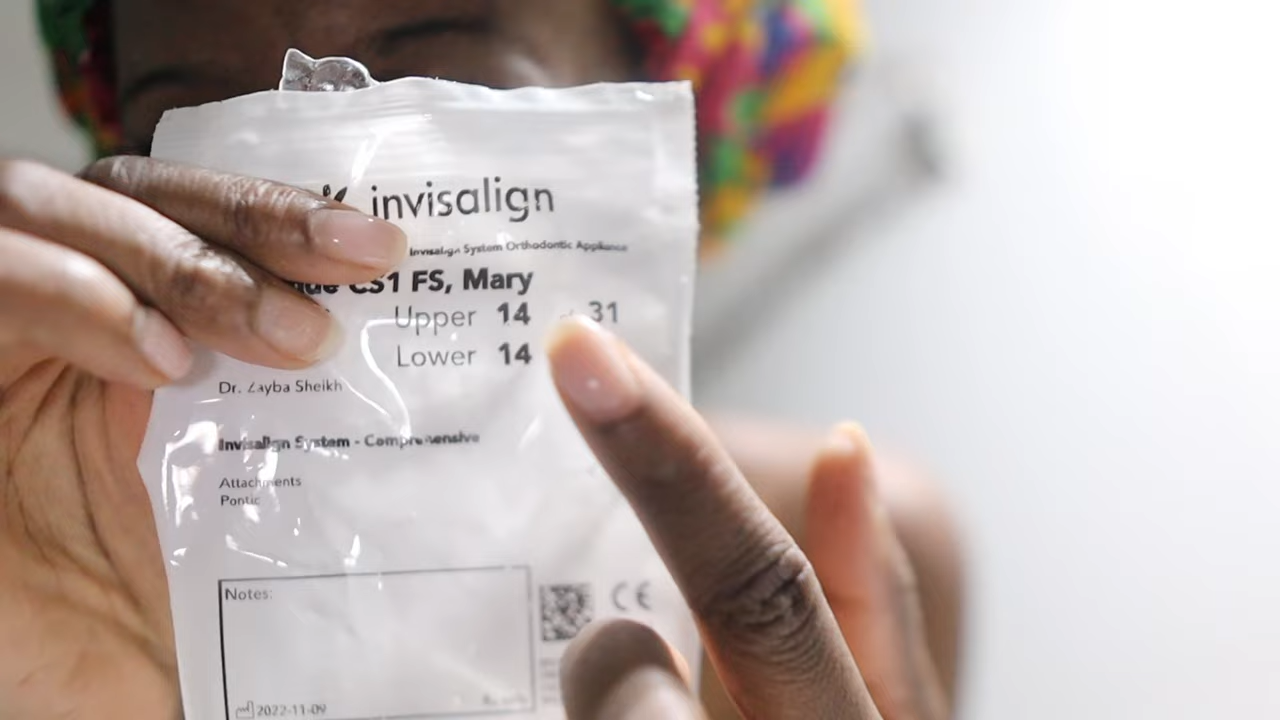 invisalign
Invisalign System Orthodontic Appliance
CS1 FS, Mary
Upper 14 31
Lower 14
Dr. Zayba Sheikh
Invisalign System - Comprehensive
Attachments
Pontic
Notes:
CE
2022-11-09